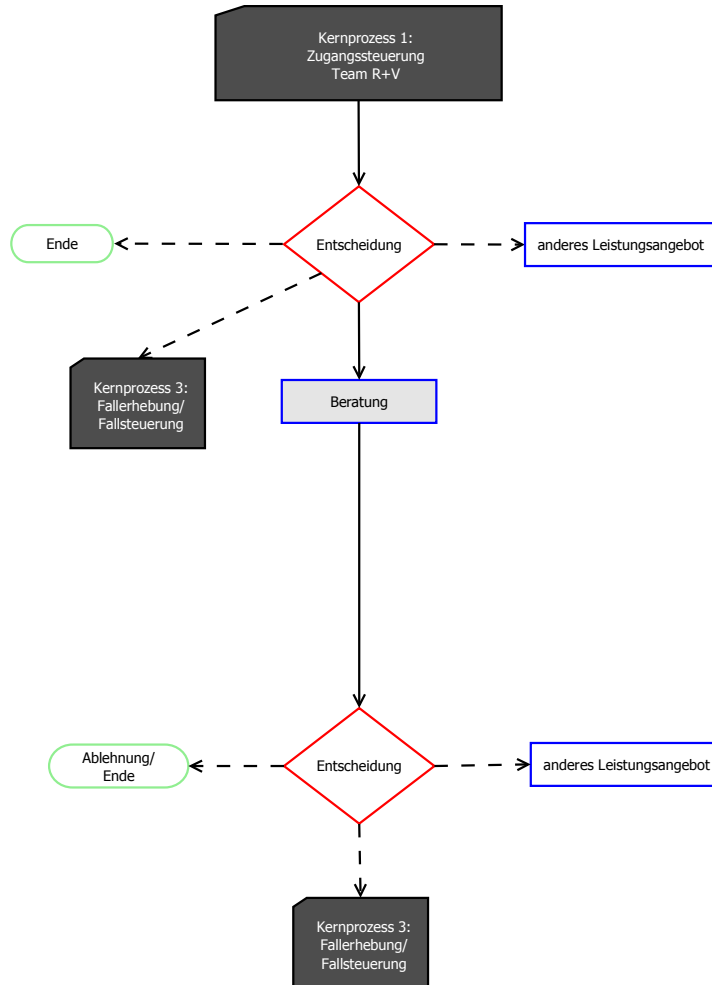 Kernprozess 1:
Zugangssteuerung
Team R+V
Ende
Entscheidung
anderes Leistungsangebot
Kernprozess 3:
Fallerhebung/
Fallsteuerung
Beratung
Ablehnung/
Ende
Entscheidung
anderes Leistungsangebot
Kernprozess 3:
Fallerhebung/
Fallsteuerung